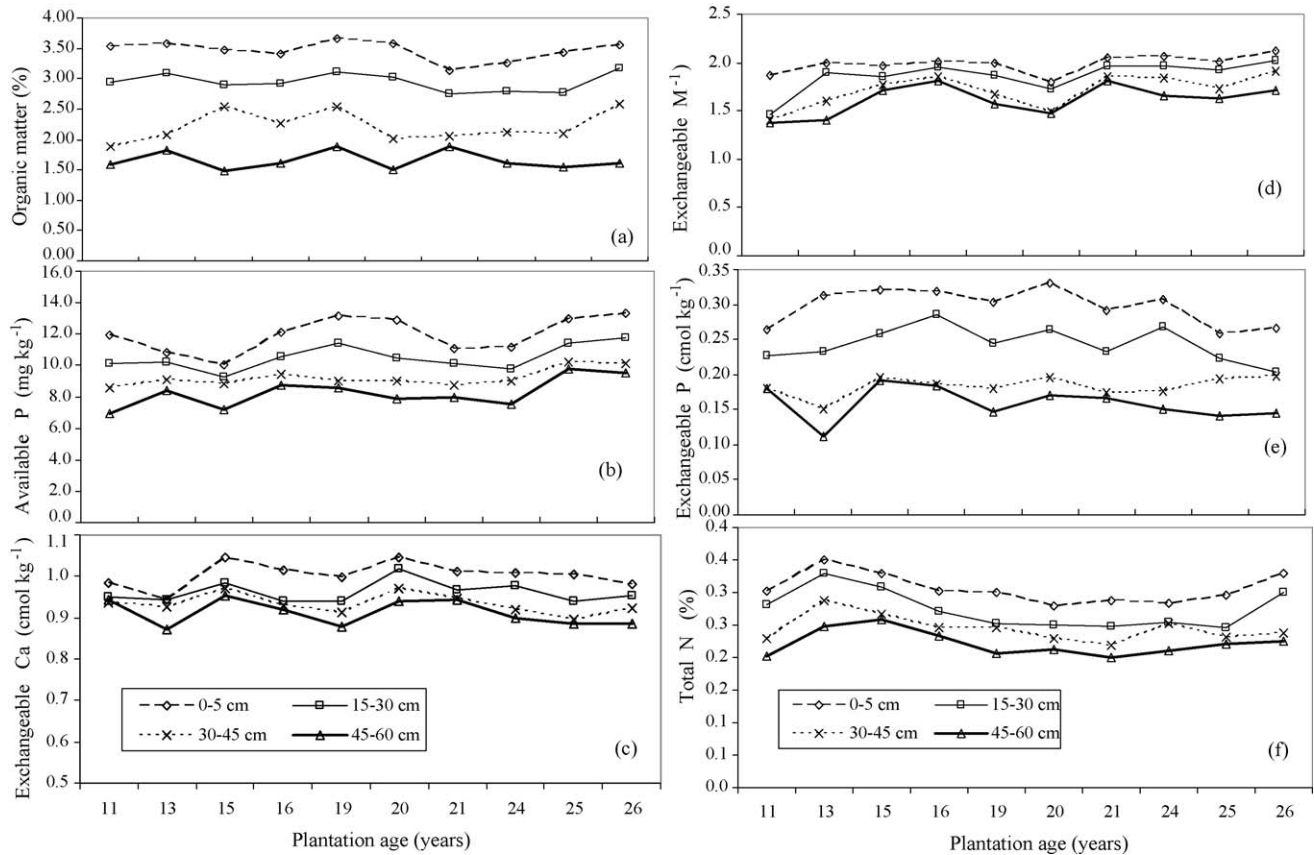 4.00
3.50
3.00
2.50
2.00
1.50
1.00
0.50
0.00
Organic matter (%)
(a)
16.0
14.0
12.0
10.0
8.0
6.0
4.0
2.0
0.0
Available P (mg kg-1)
(b)
1.1
1.0
0.9
0.8
0.7
0.6
0.5
Exchangeable Ca (cmol kg-1)
0-5 cm 15-30 cm
30-45 cm 45-60 cm
(c)
11 13 15 16 19 20 21 24 25 26
Plantation age (years)
2.5
2.0
1.5
1.0
0.5
0.0
Exchangeable M-1
(d)
0.35
0.30
0.25
0.20
0.15
0.10
0.05
0.00
Exchangeable P (cmol kg-1)
(e)
0.4
0.4
0.3
0.3
0.2
0.2
0.1
0.1
0.0
Total N (%)
0-5 cm 15-30 cm
30-45 cm 45-60 cm
(f)
11 13 15 16 19 20 21 24 25 26
Plantation age (years)